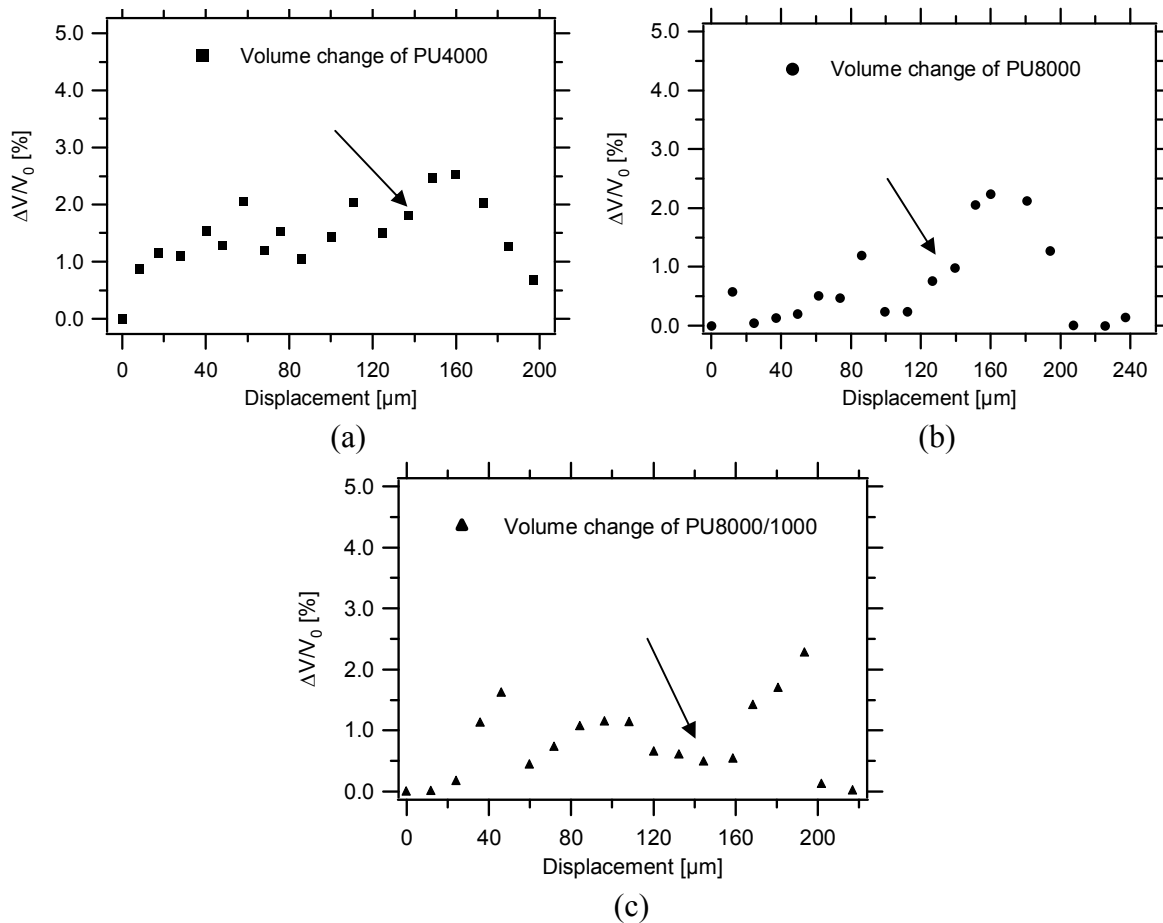 5.0
4.0
3.0
2.0
1.0
0.0
ΔV/V₀ [%]
Volume change of PU4000
0 40 80 120 160 200
Displacement [µm]
(a)
5.0
4.0
3.0
2.0
1.0
0.0
ΔV/V₀ [%]
Volume change of PU8000
0 40 80 120 160 200 240
Displacement [µm]
(b)
5.0
4.0
3.0
2.0
1.0
0.0
ΔV/V₀ [%]
Volume change of PU8000/1000
0 40 80 120 160 200
Displacement [µm]
(c)